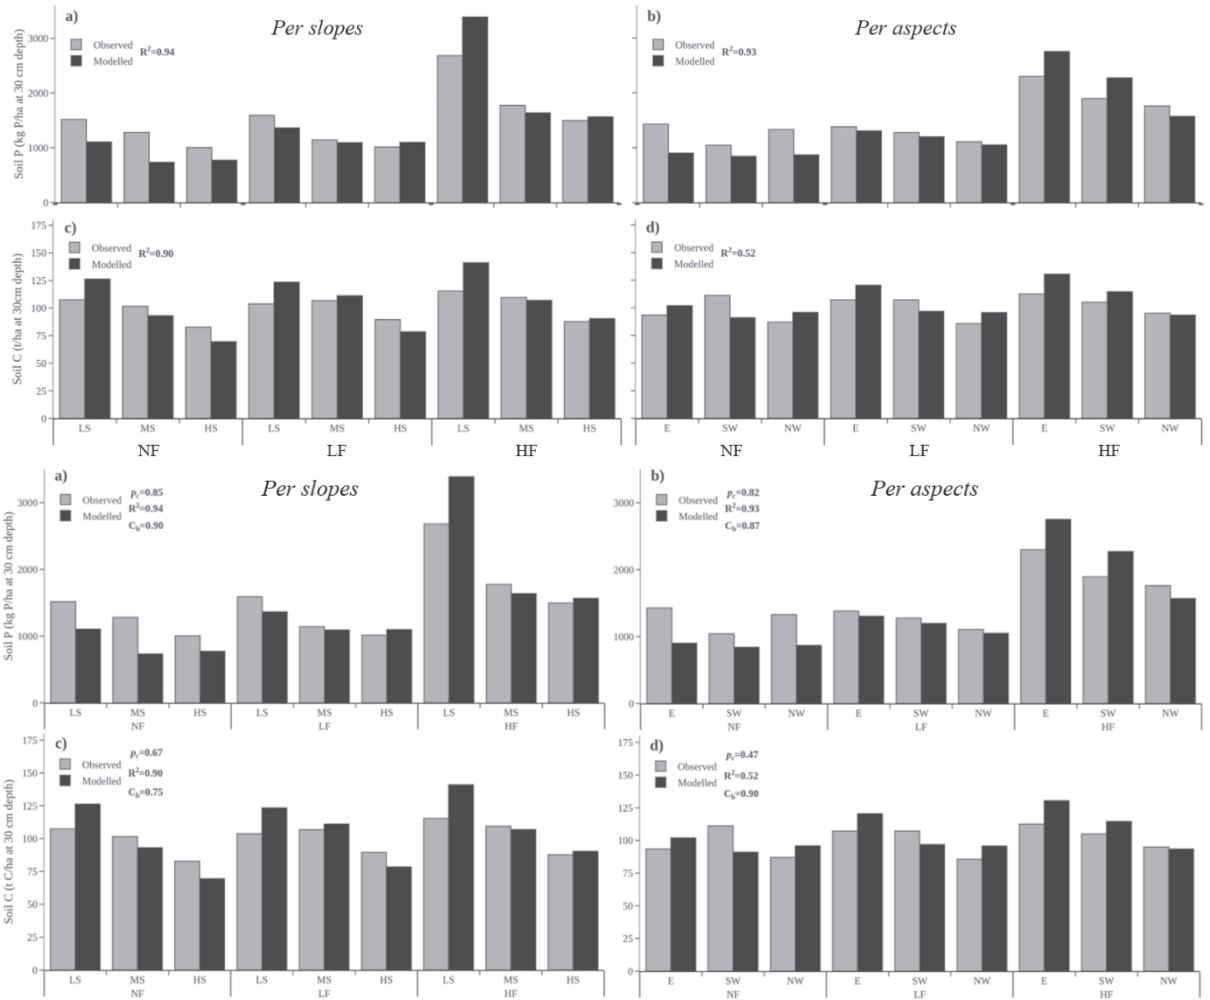 a)
Per slopes
Observed
Modelled
R²=0.94
Soil P (kg P/ha at 30 cm depth)
3000
2000
1000
0
b)
Per aspects
Observed
Modelled
R²=0.93
c)
Observed
Modelled
R²=0.90
Soil C (t/ha at 30cm depth)
175
150
125
100
75
50
25
0
LS MS HS LS MS HS LS MS HS
NF LF HF
d)
Observed
Modelled
R²=0.52
E SW NW E SW NW E SW NW
NF LF HF
a)
Per slopes
Observed
Modelled
p꜀=0.85
R²=0.94
C_b=0.90
Soil P (kg P/ha at 30 cm depth)
3000
2000
1000
0
LS MS HS LS MS HS LS MS HS
NF LF HF
b)
Per aspects
Observed
Modelled
p꜀=0.82
R²=0.93
C_b=0.87
3000
2000
1000
0
E SW NW E SW NW E SW NW
NF LF HF
c)
Observed
Modelled
p꜀=0.67
R²=0.90
C_b=0.75
Soil C (t C/ha at 30 cm depth)
175
150
125
100
75
50
25
0
LS MS HS LS MS HS LS MS HS
NF LF HF
d)
Observed
Modelled
p꜀=0.47
R²=0.52
C_b=0.90
175
150
125
100
75
50
25
0
E SW NW E SW NW E SW NW
NF LF HF